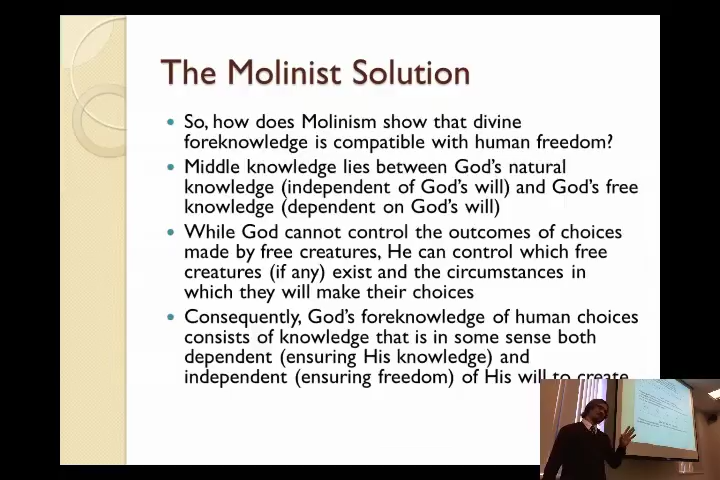 The Molinist Solution
So, how does Molinism show that divine
foreknowledge is compatible with human freedom?
Middle knowledge lies between God's natural
knowledge (independent of God's will) and God's free
knowledge (dependent on God's will)
While God cannot control the outcomes of choices
made by free creatures, He can control which free
creatures (if any) exist and the circumstances in
which they will make their choices
Consequently, God's foreknowledge of human choices
consists of knowledge that is in some sense both
dependent (ensuring His knowledge) and
independent (ensuring freedom) of His will to create